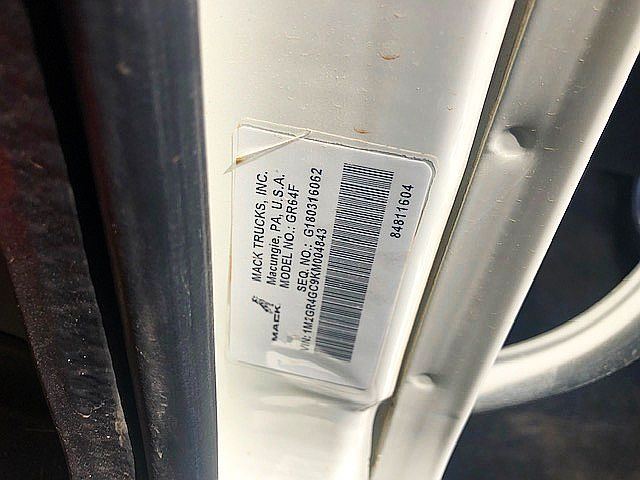 MACK TRUCKS, INC.
Macungie, PA, U.S.A.
MODEL NO.: GR64F
MACK
SEQ. NO.: G180316062
VIN: 1M2GR4GC9KM004843
84811604